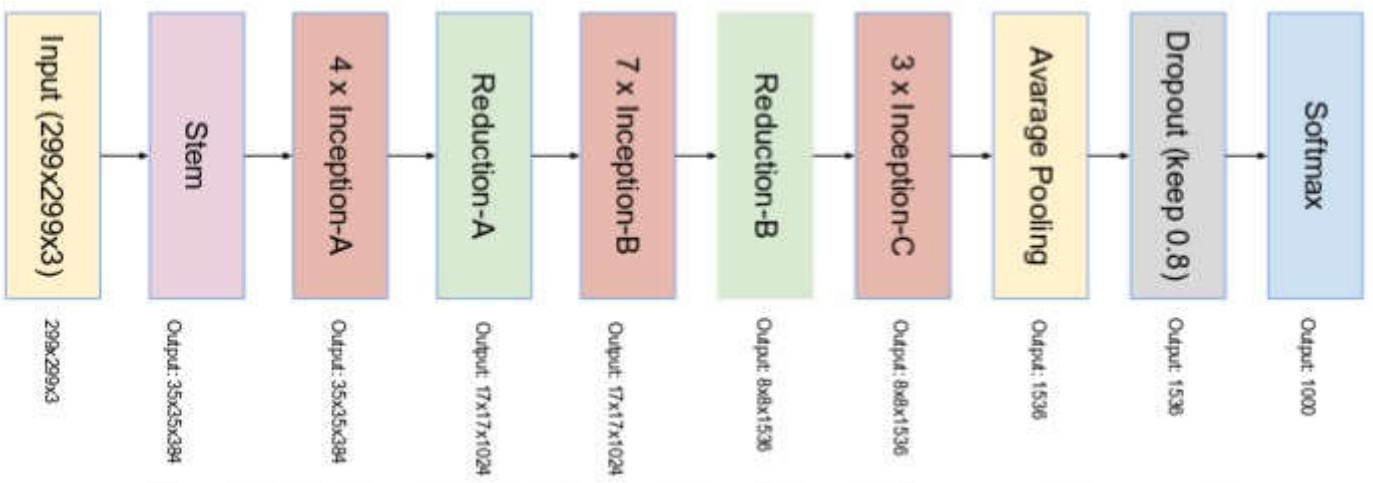 Input (299x299x3)
299x299x3
Stem
Output: 35x35x384
4 x Inception-A
Output: 35x35x384
Reduction-A
Output: 17x17x1024
7 x Inception-B
Output: 17x17x1024
Reduction-B
Output: 8x8x1536
3 x Inception-C
Output: 8x8x1536
Avarage Pooling
Output: 1536
Dropout (keep 0.8)
Output: 1536
Softmax
Output: 1000